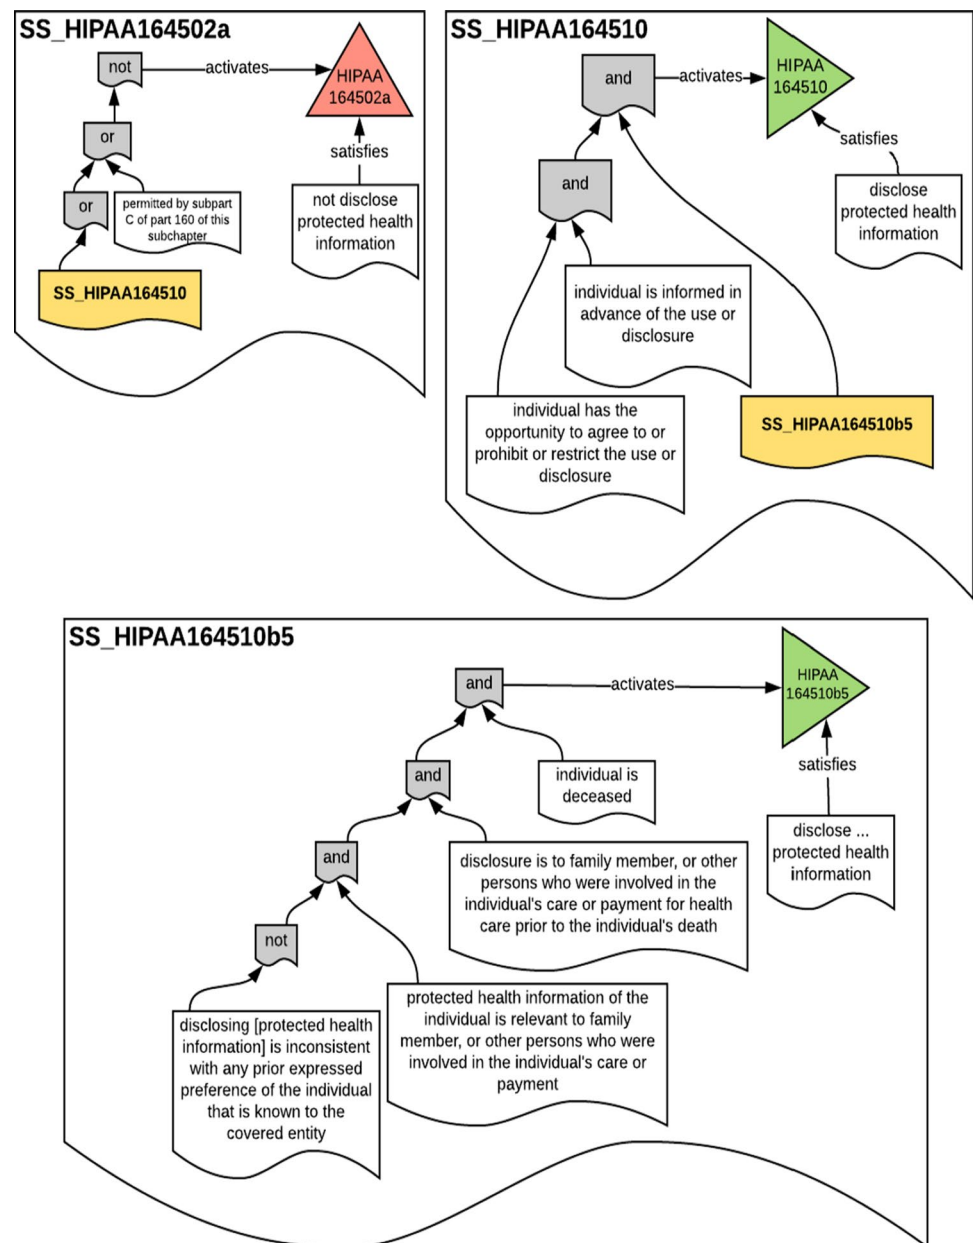 SS_HIPAA164502a
not
activates
HIPAA
164502a
or
satisfies
or
permitted by subpart
C of part 160 of this
subchapter
not disclose
protected health
information
SS_HIPAA164510
SS_HIPAA164510
and
activates
HIPAA
164510
satisfies
and
disclose
protected health
information
individual is informed in
advance of the use or
disclosure
individual has the
opportunity to agree to or
prohibit or restrict the use or
disclosure
SS_HIPAA164510b5
SS_HIPAA164510b5
and
activates
HIPAA
164510b5
satisfies
and
individual is
deceased
disclose ...
protected health
information
and
disclosure is to family member, or other
persons who were involved in the
individual's care or payment for health
care prior to the individual's death
not
protected health information of the
individual is relevant to family
member, or other persons who were
involved in the individual's care or
payment
disclosing [protected health
information] is inconsistent
with any prior expressed
preference of the individual
that is known to the
covered entity